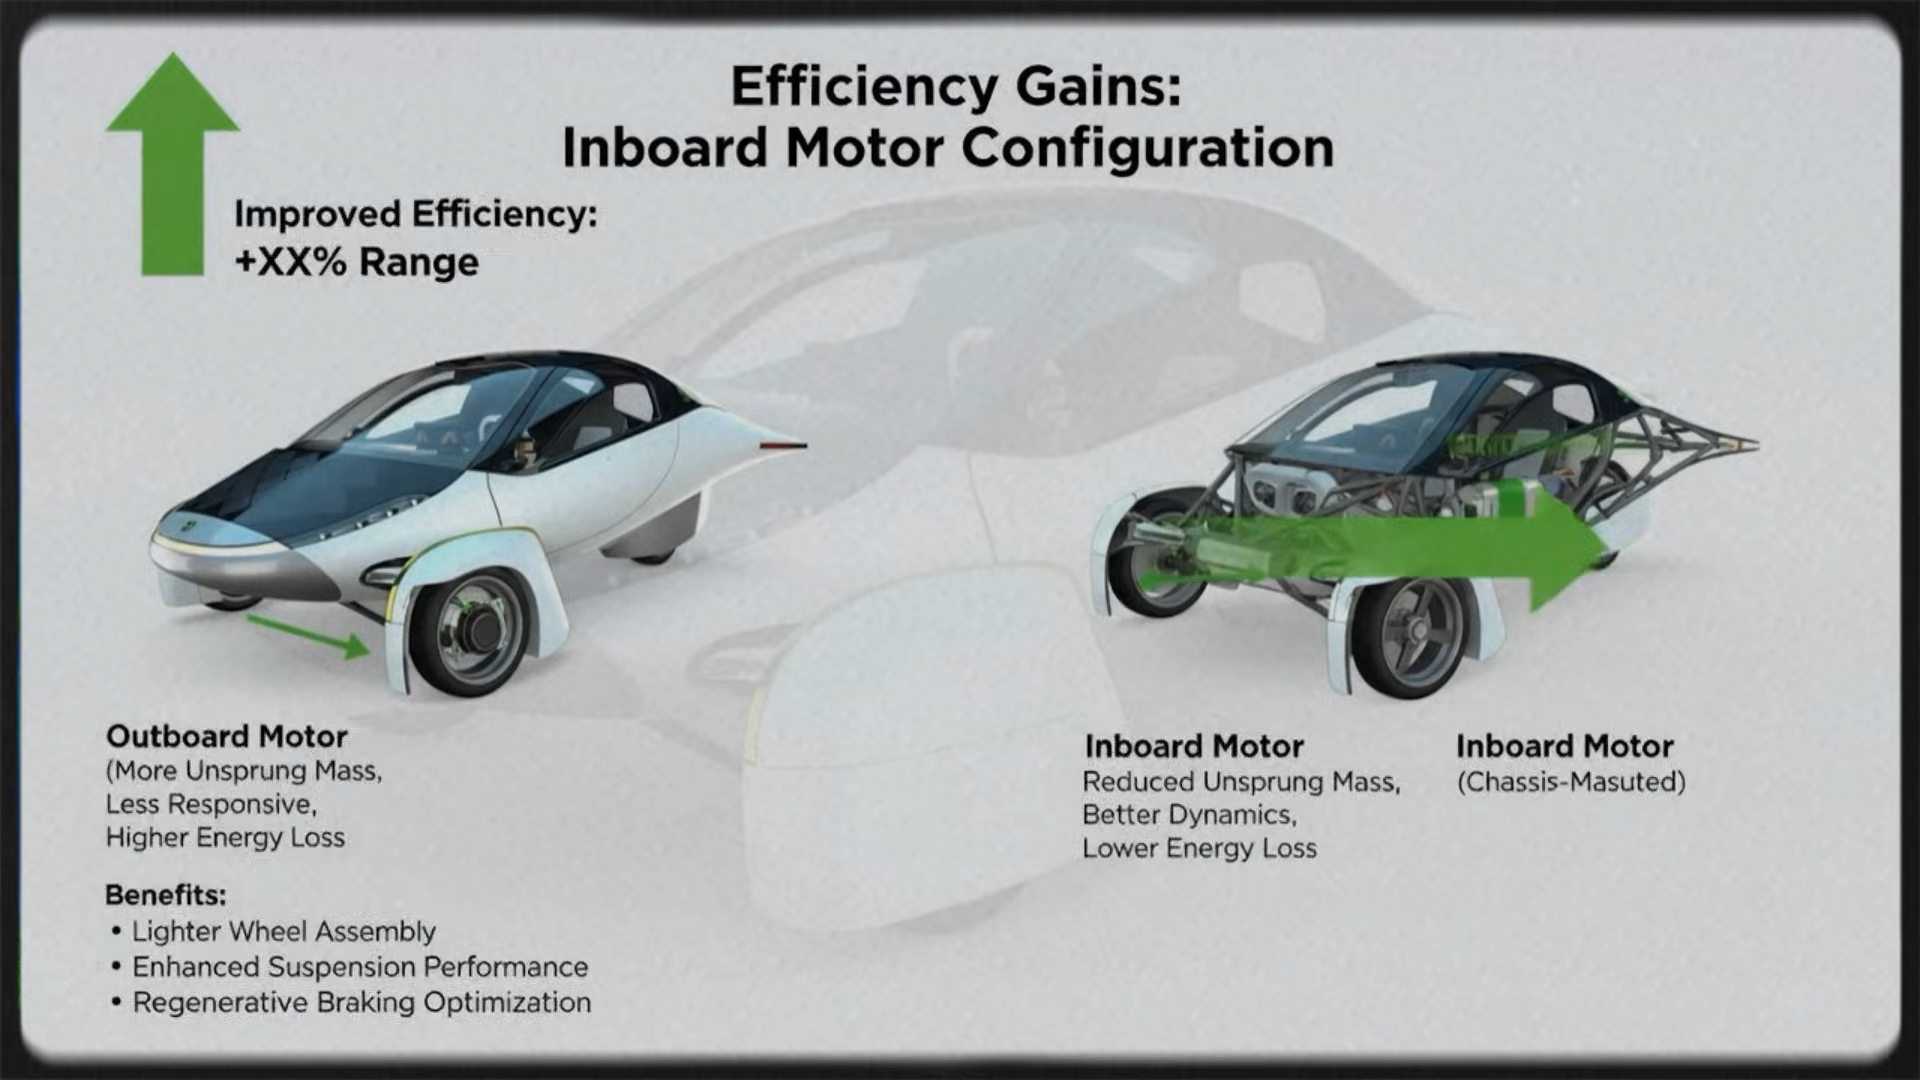 Efficiency Gains:
Inboard Motor Configuration
Improved Efficiency:
+XX% Range
Outboard Motor
(More Unsprung Mass,
Less Responsive,
Higher Energy Loss
Benefits:
• Lighter Wheel Assembly
• Enhanced Suspension Performance
• Regenerative Braking Optimization
Inboard Motor
Reduced Unsprung Mass,
Better Dynamics,
Lower Energy Loss
Inboard Motor
(Chassis-Masuted)